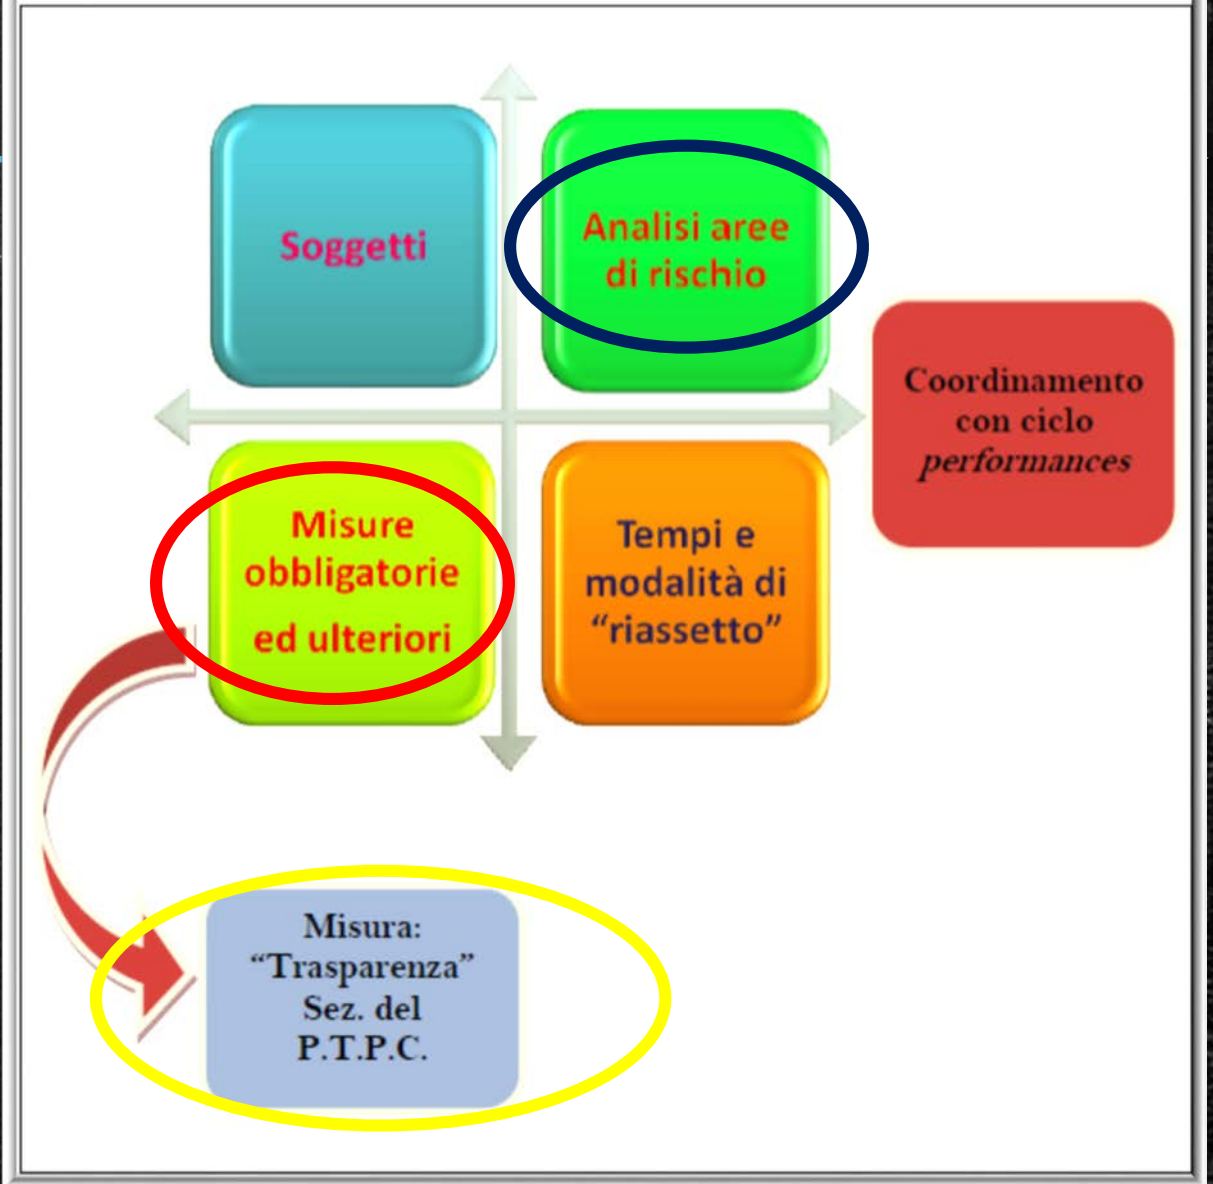 Soggetti
Analisi aree
di rischio
Coordinamento
con ciclo
performances
Misure
obbligatorie
ed ulteriori
Tempi e
modalità di
“riassetto”
Misura:
“Trasparenza”
Sez. del
P.T.P.C.